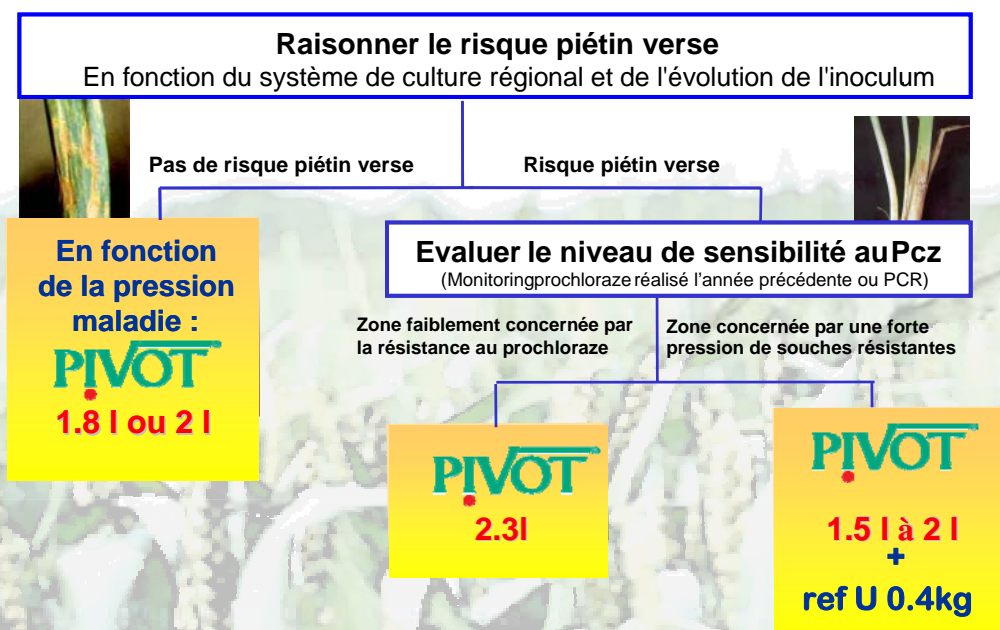 Raisonner le risque piétin verse
En fonction du système de culture régional et de l'évolution de l'inoculum
Pas de risque piétin verse
Risque piétin verse
En fonction
de la pression
maladie :
PIVOT
1.8 l ou 2 l
Evaluer le niveau de sensibilité au Pcz
(Monitoring prochloraze réalisé l'année précédente ou PCR)
Zone faiblement concernée par
la résistance au prochloraze
Zone concernée par une forte
pression de souches résistantes
PIVOT
2.3l
PIVOT
1.5 l à 2 l
+
ref U 0.4kg